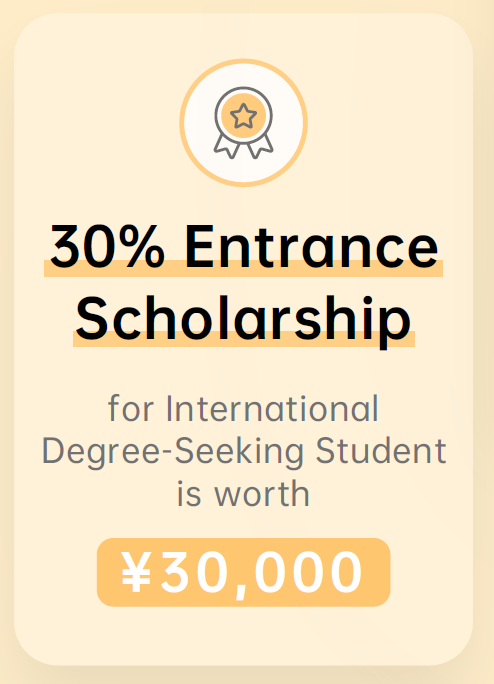 30% Entrance
Scholarship
for International
Degree-Seeking Student
is worth
¥30,000